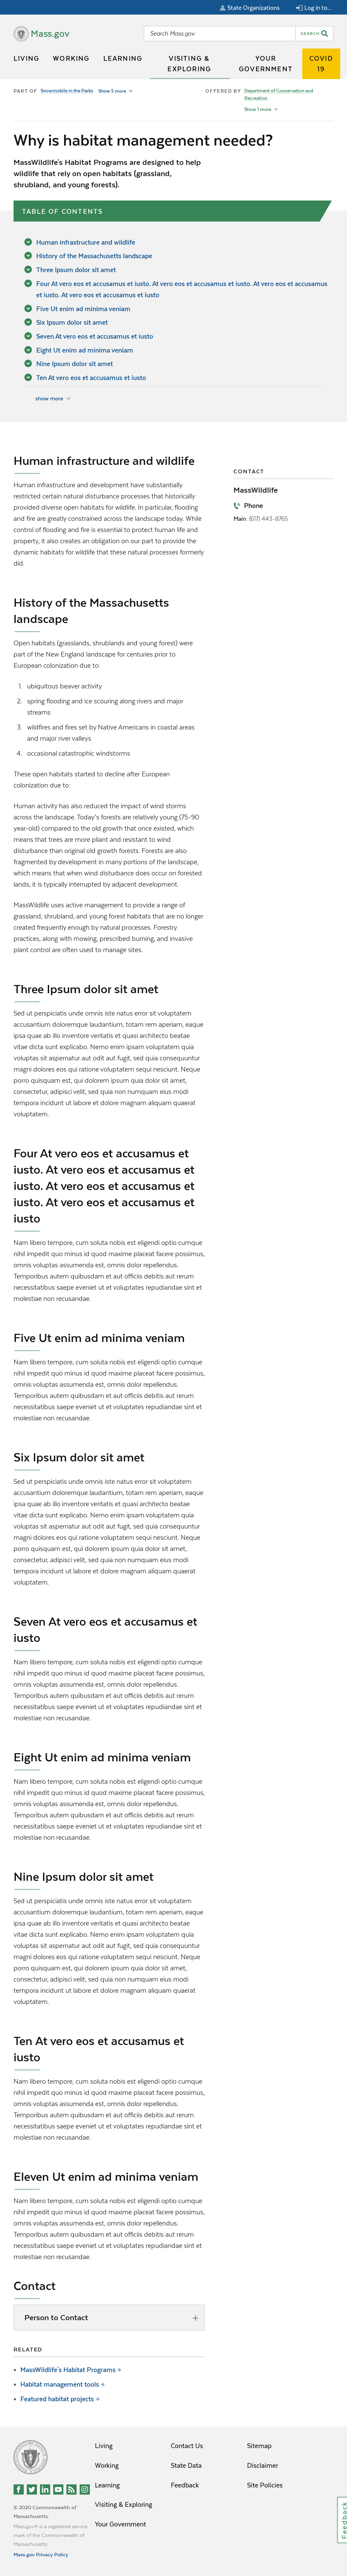 State Organizations
Log in to...
Mass.gov
Search Mass.gov
SEARCH
LIVING
WORKING
LEARNING
VISITING &
EXPLORING
YOUR
GOVERNMENT
COVID
19
PART OF
Snowmobile in the Parks
Show 5 more
OFFERED BY
Department of Conservation and
Recreation
Show 1 more
Why is habitat management needed?
MassWildlife's Habitat Programs are designed to help
wildlife that rely on open habitats (grassland,
shrubland, and young forests).
TABLE OF CONTENTS
Human infrastructure and wildlife
History of the Massachusetts landscape
Three Ipsum dolor sit amet
Four At vero eos et accusamus et iusto. At vero eos et accusamus et iusto. At vero eos et accusamus
et iusto. At vero eos et accusamus et iusto
Five Ut enim ad minima veniam
Six Ipsum dolor sit amet
Seven At vero eos et accusamus et iusto
Eight Ut enim ad minima veniam
Nine Ipsum dolor sit amet
Ten At vero eos et accusamus et iusto
show more
Human infrastructure and wildlife
Human infrastructure and development have substantially
restricted certain natural disturbance processes that historically
provided diverse open habitats for wildlife. In particular, flooding
and fire are greatly constrained across the landscape today. While
control of flooding and fire is essential to protect human life and
property, it also creates an obligation on our part to provide the
dynamic habitats for wildlife that these natural processes formerly
did.
CONTACT
MassWildlife
Phone
Main: (617) 443-8765
History of the Massachusetts
landscape
Open habitats (grasslands, shrublands and young forest) were
part of the New England landscape for centuries prior to
European colonization due to:
1. ubiquitous beaver activity
2. spring flooding and ice scouring along rivers and major
streams
3. wildfires and fires set by Native Americans in coastal areas
and major river valleys
4. occasional catastrophic windstorms
These open habitats started to decline after European
colonization due to:
Human activity has also reduced the impact of wind storms
across the landscape. Today's forests are relatively young (75-90
year-old) compared to the old growth that once existed, which
means that trees are more pliant and resistant to wind
disturbance than original old growth forests. Forests are also
fragmented by development in many portions of the landscape,
which means that when wind disturbance does occur on forested
lands, it is typically interrupted by adjacent development.
MassWildlife uses active management to provide a range of
grassland, shrubland, and young forest habitats that are no longer
created frequently enough by natural processes. Forestry
practices, along with mowing, prescribed burning, and invasive
plant control are often used to manage sites.
Three Ipsum dolor sit amet
Sed ut perspiciatis unde omnis iste natus error sit voluptatem
accusantium doloremque laudantium, totam rem aperiam, eaque
ipsa quae ab illo inventore veritatis et quasi architecto beatae
vitae dicta sunt explicabo. Nemo enim ipsam voluptatem quia
voluptas sit aspernatur aut odit aut fugit, sed quia consequuntur
magni dolores eos qui ratione voluptatem sequi nesciunt. Neque
porro quisquam est, qui dolorem ipsum quia dolor sit amet,
consectetur, adipisci velit, sed quia non numquam eius modi
tempora incidunt ut labore et dolore magnam aliquam quaerat
voluptatem.
Four At vero eos et accusamus et
iusto. At vero eos et accusamus et
iusto. At vero eos et accusamus et
iusto. At vero eos et accusamus et
iusto
Nam libero tempore, cum soluta nobis est eligendi optio cumque
nihil impedit quo minus id quod maxime placeat facere possimus,
omnis voluptas assumenda est, omnis dolor repellendus.
Temporibus autem quibusdam et aut officiis debitis aut rerum
necessitatibus saepe eveniet ut et voluptates repudiandae sint et
molestiae non recusandae.
Five Ut enim ad minima veniam
Nam libero tempore, cum soluta nobis est eligendi optio cumque
nihil impedit quo minus id quod maxime placeat facere possimus,
omnis voluptas assumenda est, omnis dolor repellendus.
Temporibus autem quibusdam et aut officiis debitis aut rerum
necessitatibus saepe eveniet ut et voluptates repudiandae sint et
molestiae non recusandae.
Six Ipsum dolor sit amet
Sed ut perspiciatis unde omnis iste natus error sit voluptatem
accusantium doloremque laudantium, totam rem aperiam, eaque
ipsa quae ab illo inventore veritatis et quasi architecto beatae
vitae dicta sunt explicabo. Nemo enim ipsam voluptatem quia
voluptas sit aspernatur aut odit aut fugit, sed quia consequuntur
magni dolores eos qui ratione voluptatem sequi nesciunt. Neque
porro quisquam est, qui dolorem ipsum quia dolor sit amet,
consectetur, adipisci velit, sed quia non numquam eius modi
tempora incidunt ut labore et dolore magnam aliquam quaerat
voluptatem.
Seven At vero eos et accusamus et
iusto
Nam libero tempore, cum soluta nobis est eligendi optio cumque
nihil impedit quo minus id quod maxime placeat facere possimus,
omnis voluptas assumenda est, omnis dolor repellendus.
Temporibus autem quibusdam et aut officiis debitis aut rerum
necessitatibus saepe eveniet ut et voluptates repudiandae sint et
molestiae non recusandae.
Eight Ut enim ad minima veniam
Nam libero tempore, cum soluta nobis est eligendi optio cumque
nihil impedit quo minus id quod maxime placeat facere possimus,
omnis voluptas assumenda est, omnis dolor repellendus.
Temporibus autem quibusdam et aut officiis debitis aut rerum
necessitatibus saepe eveniet ut et voluptates repudiandae sint et
molestiae non recusandae.
Nine Ipsum dolor sit amet
Sed ut perspiciatis unde omnis iste natus error sit voluptatem
accusantium doloremque laudantium, totam rem aperiam, eaque
ipsa quae ab illo inventore veritatis et quasi architecto beatae
vitae dicta sunt explicabo. Nemo enim ipsam voluptatem quia
voluptas sit aspernatur aut odit aut fugit, sed quia consequuntur
magni dolores eos qui ratione voluptatem sequi nesciunt. Neque
porro quisquam est, qui dolorem ipsum quia dolor sit amet,
consectetur, adipisci velit, sed quia non numquam eius modi
tempora incidunt ut labore et dolore magnam aliquam quaerat
voluptatem.
Ten At vero eos et accusamus et
iusto
Nam libero tempore, cum soluta nobis est eligendi optio cumque
nihil impedit quo minus id quod maxime placeat facere possimus,
omnis voluptas assumenda est, omnis dolor repellendus.
Temporibus autem quibusdam et aut officiis debitis aut rerum
necessitatibus saepe eveniet ut et voluptates repudiandae sint et
molestiae non recusandae.
Eleven Ut enim ad minima veniam
Nam libero tempore, cum soluta nobis est eligendi optio cumque
nihil impedit quo minus id quod maxime placeat facere possimus,
omnis voluptas assumenda est, omnis dolor repellendus.
Temporibus autem quibusdam et aut officiis debitis aut rerum
necessitatibus saepe eveniet ut et voluptates repudiandae sint et
molestiae non recusandae.
Contact
Person to Contact
RELATED
MassWildlife's Habitat Programs
Habitat management tools
Featured habitat projects
Living
Working
Learning
Visiting & Exploring
Your Government
Contact Us
State Data
Feedback
Sitemap
Disclaimer
Site Policies
© 2020 Commonwealth of
Massachusetts.
Mass.gov® is a registered service
mark of the Commonwealth of
Massachusetts.
Mass.gov Privacy Policy
Feedback